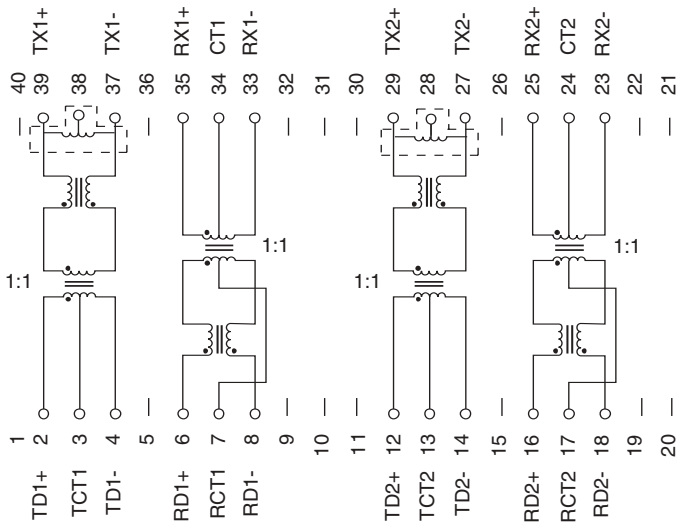 TX1+
TX1-
RX1+
CT1
RX1-
TX2+
TX2-
RX2+
CT2
RX2-
40
39
38
37
36
35
34
33
32
31
30
29
28
27
26
25
24
23
22
21
1:1
1:1
1:1
1:1
1
2
3
4
5
6
7
8
9
10
11
12
13
14
15
16
17
18
19
20
TD1+
TCT1
TD1-
RD1+
RCT1
RD1-
TD2+
TCT2
TD2-
RD2+
RCT2
RD2-